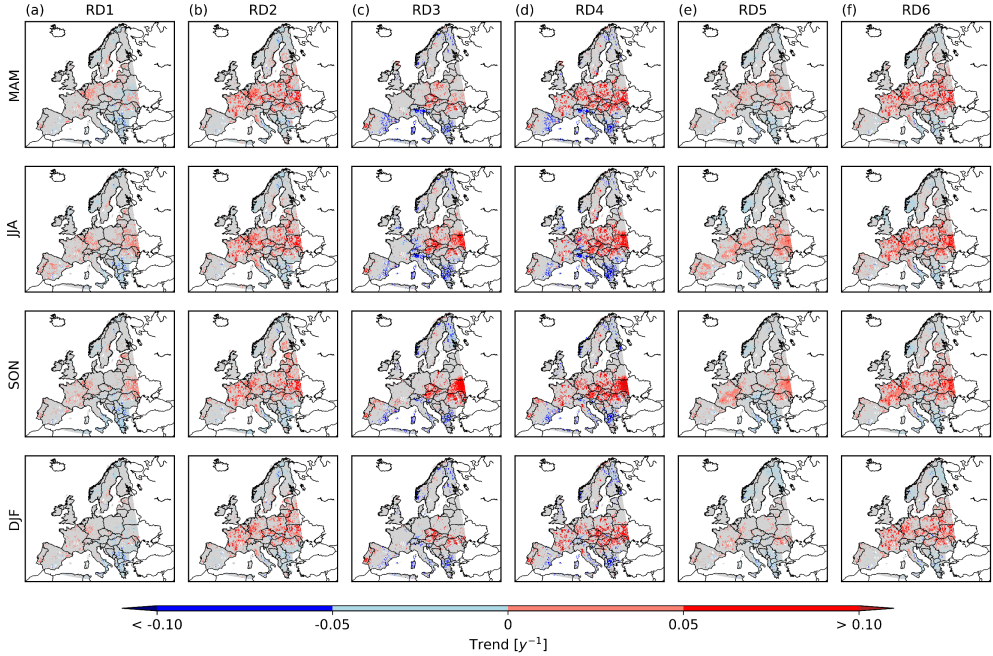 (a) RD1 (b) RD2 (c) RD3 (d) RD4 (e) RD5 (f) RD6
MAM
JJA
SON
DJF
< -0.10 -0.05 0 0.05 > 0.10
Trend [y⁻¹]